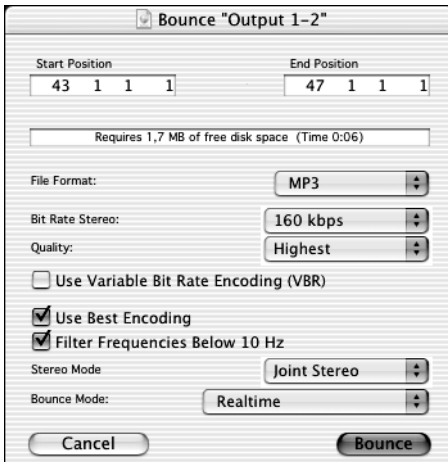 Bounce "Output 1-2"
Start Position End Position
43 1 1 1 47 1 1 1
Requires 1,7 MB of free disk space (Time 0:06)
File Format: MP3
Bit Rate Stereo: 160 kbps
Quality: Highest
Use Variable Bit Rate Encoding (VBR)
Use Best Encoding
Filter Frequencies Below 10 Hz
Stereo Mode Joint Stereo
Bounce Mode: Realtime
Cancel Bounce